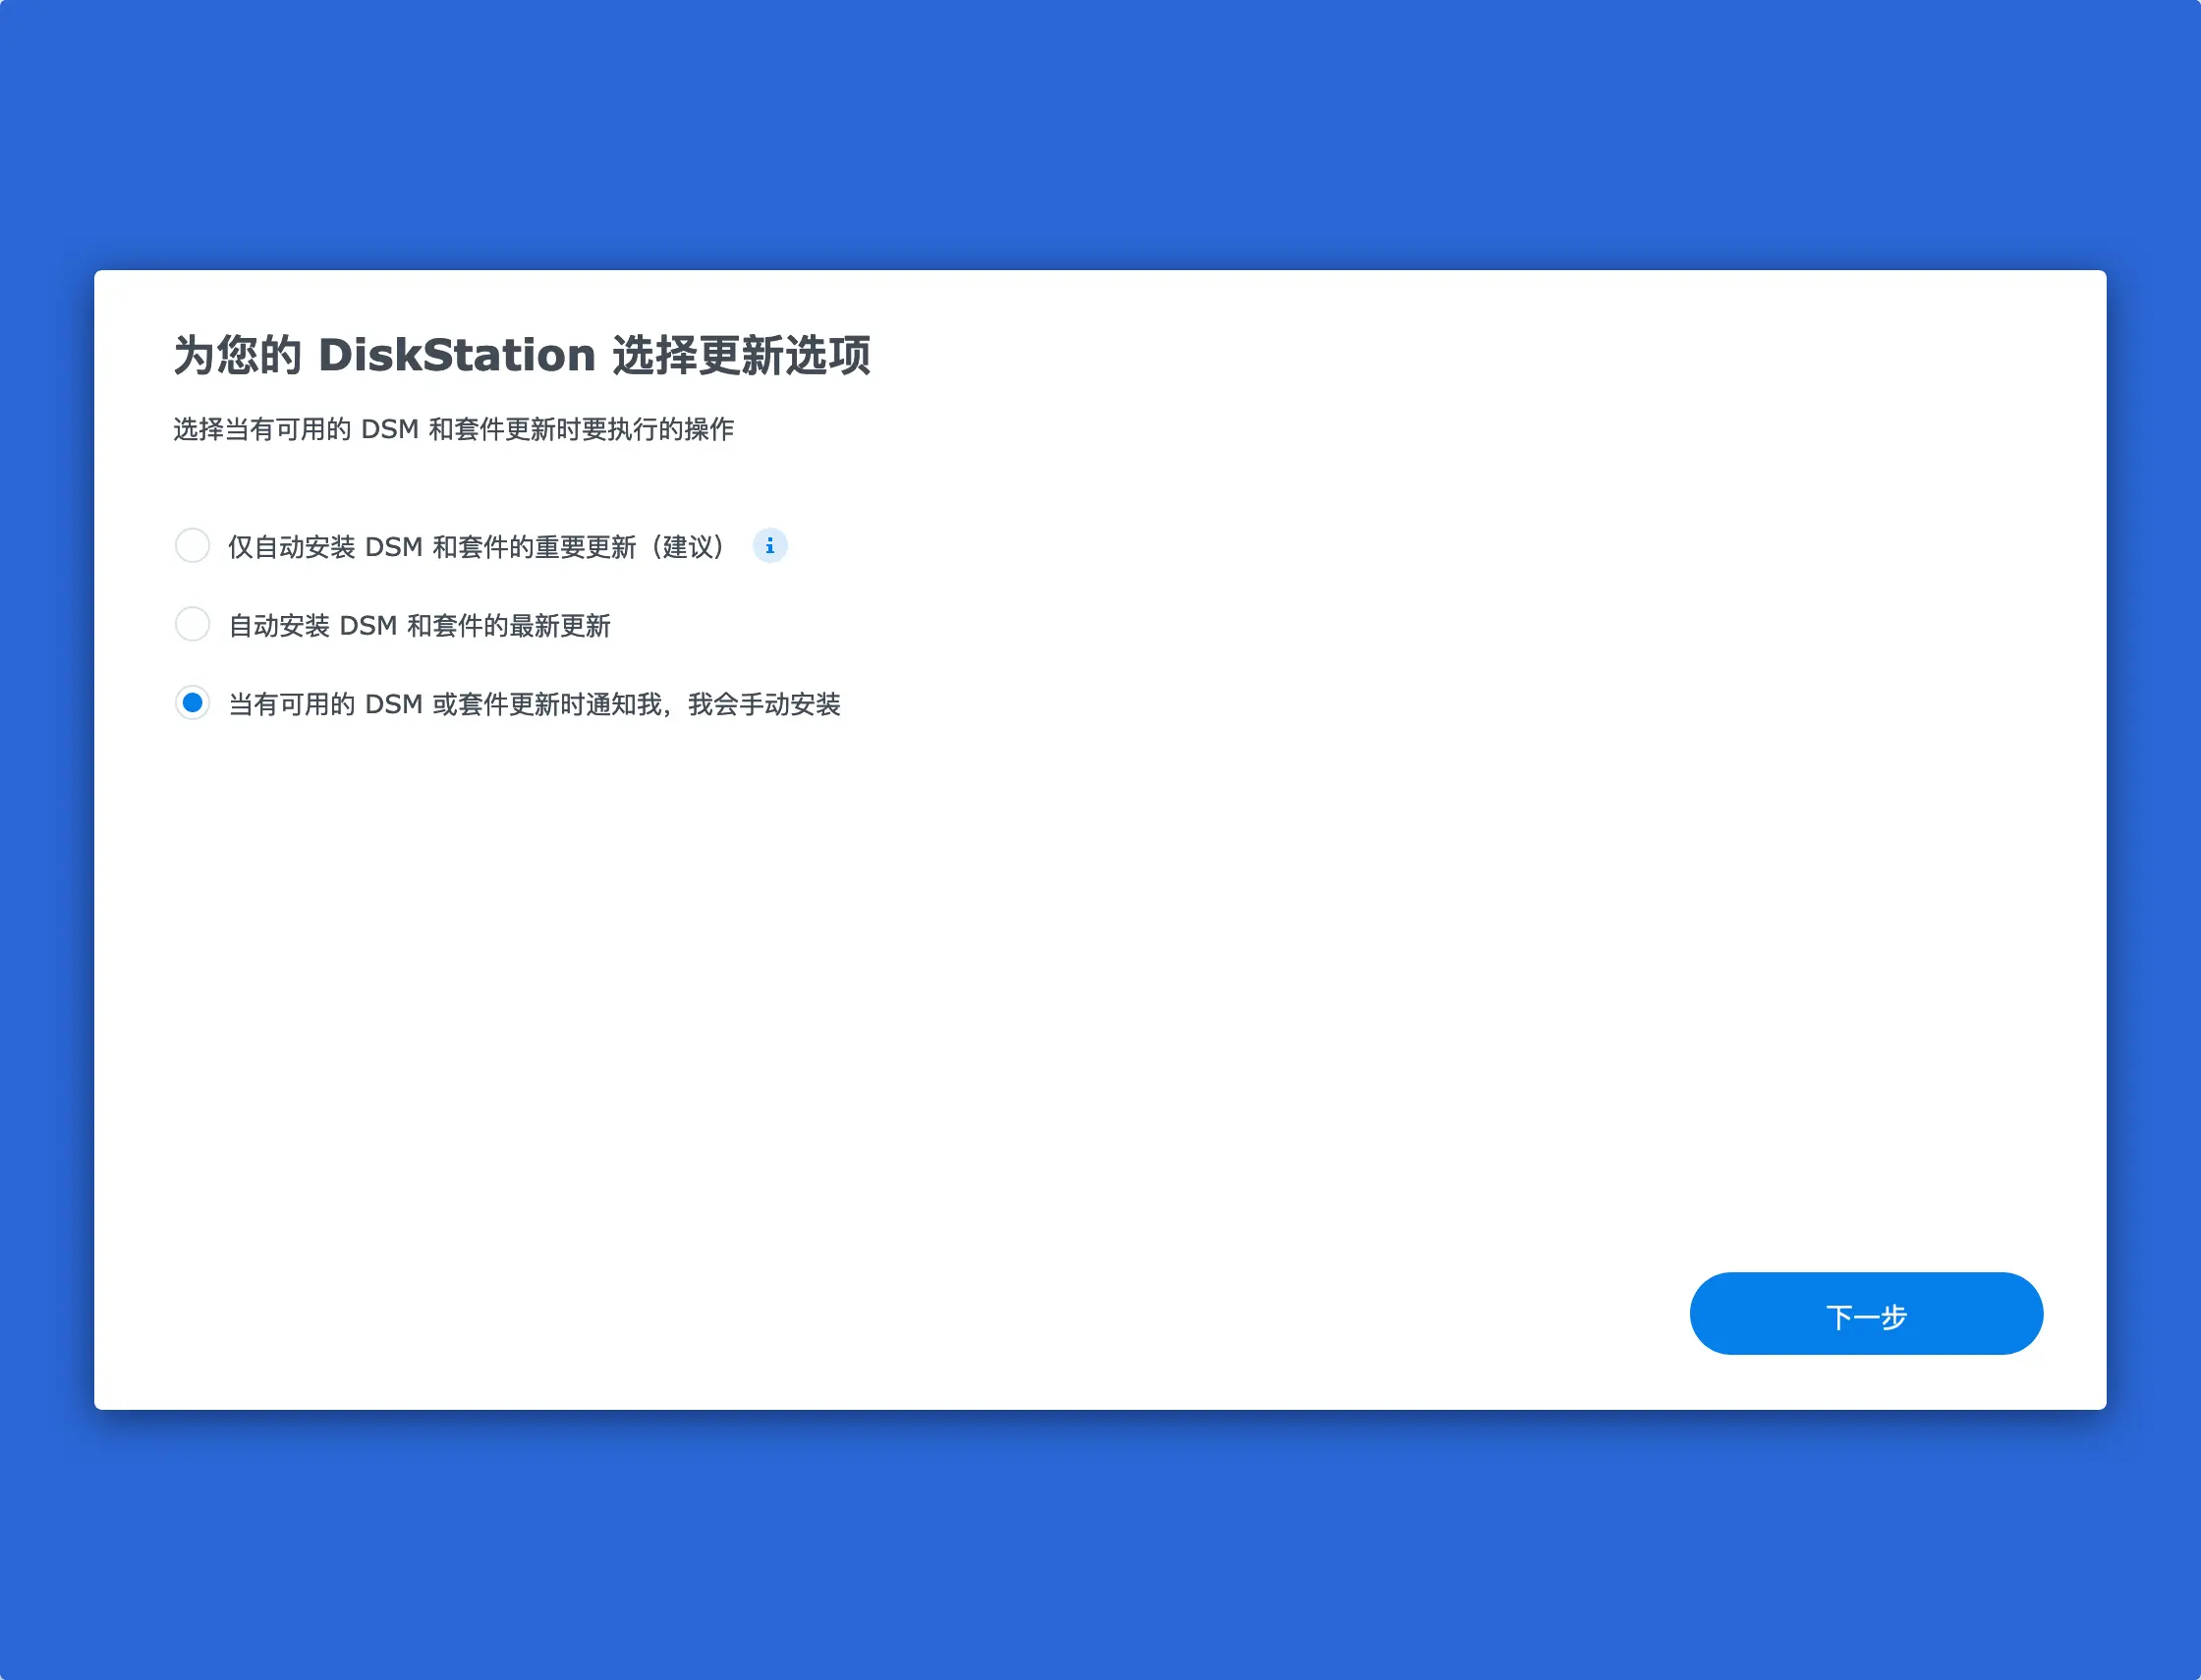 为您的 DiskStation 选择更新选项
选择当有可用的 DSM 和套件更新时要执行的操作
仅自动安装 DSM 和套件的重要更新（建议） i
自动安装 DSM 和套件的最新更新
当有可用的 DSM 或套件更新时通知我，我会手动安装
下一步